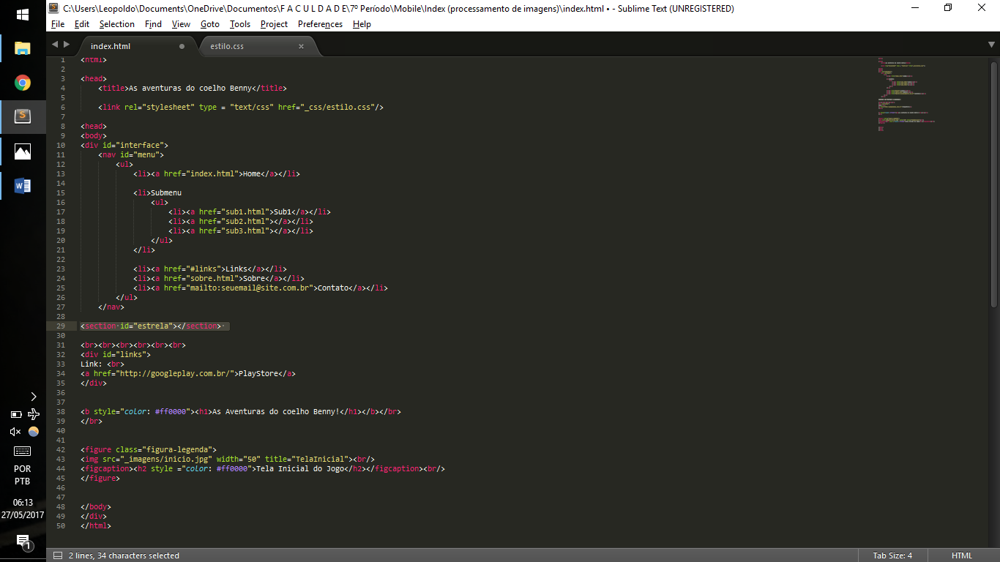 C:\Users\Leopoldo\Documents\OneDrive\Documentos\F A C U L D A D E\7º Período\Mobile\Index (processamento de imagens)\index.html • - Sublime Text (UNREGISTERED)
File Edit Selection Find View Goto Tools Project Preferences Help
index.html estilo.css
1 <html>
2
3 <head>
4 <title>As aventuras do coelho Benny</title>
5
6 <link rel="stylesheet" type = "text/css" href="_css/estilo.css"/>
7
8 <head>
9 <body>
10 <div id="interface">
11 <nav id="menu">
12 <ul>
13 <li><a href="index.html">Home</a></li>
14
15 <li>Submenu
16 <ul>
17 <li><a href="sub1.html">Sub1</a></li>
18 <li><a href="sub2.html"></a></li>
19 <li><a href="sub3.html"></a></li>
20 </ul>
21 </li>
22
23 <li><a href="#links">Links</a></li>
24 <li><a href="sobre.html">Sobre</a></li>
25 <li><a href="mailto:seuemail@site.com.br">Contato</a></li>
26 </ul>
27 </nav>
28
29 <section id="estrela"></section>
30
31 <br><br><br><br><br><br>
32 <div id="links">
33 Link: <br>
34 <a href="http://googleplay.com.br/">PlayStore</a>
35 </div>
36
37
38 <b style="color: #ff0000"><h1>As Aventuras do coelho Benny!</h1></b></br>
39 </br>
40
41
42 <figure class="figura-legenda">
43 <img src="_imagens/inicio.jpg" width="50" title="TelaInicial"><br/>
44 <figcaption><h2 style ="color: #ff0000">Tela Inicial do Jogo</h2></figcaption><br/>
45 </figure>
46
47
48 </body>
49 </div>
50 </html>
POR
PTB
06:13
27/05/2017
1
2 lines, 34 characters selected
Tab Size: 4
HTML